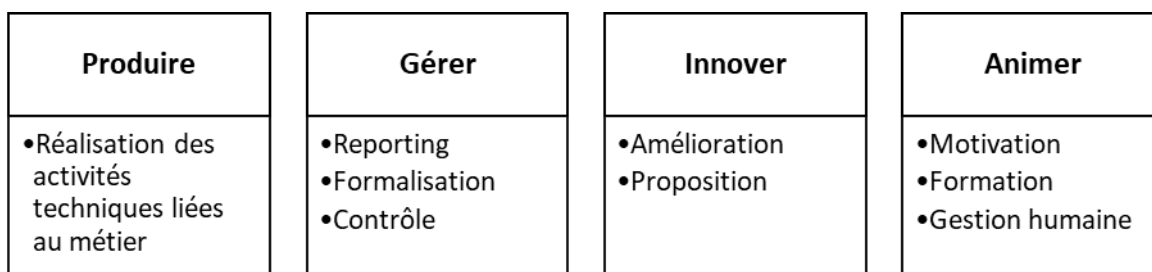 Produire
•Réalisation des
activités
techniques liées
au métier
Gérer
•Reporting
•Formalisation
•Contrôle
Innover
•Amélioration
•Proposition
Animer
•Motivation
•Formation
•Gestion humaine